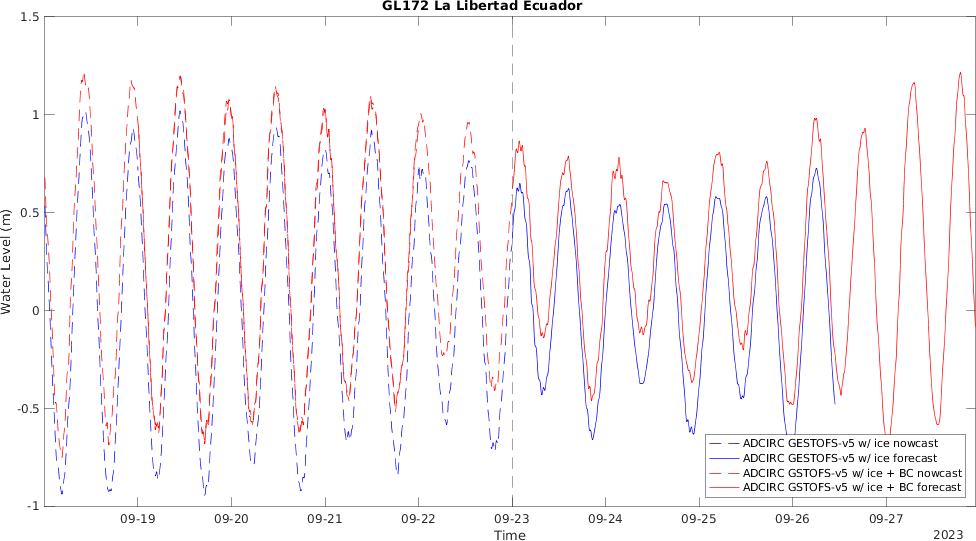 GL172 La Libertad Ecuador
1.5
1
0.5
0
-0.5
-1
Water Level (m)
09-19
09-20
09-21
09-22
09-23
09-24
09-25
09-26
09-27
Time
2023
ADCIRC GESTOFS-v5 w/ ice nowcast
ADCIRC GESTOFS-v5 w/ ice forecast
ADCIRC GSTOFS-v5 w/ ice + BC nowcast
ADCIRC GSTOFS-v5 w/ ice + BC forecast